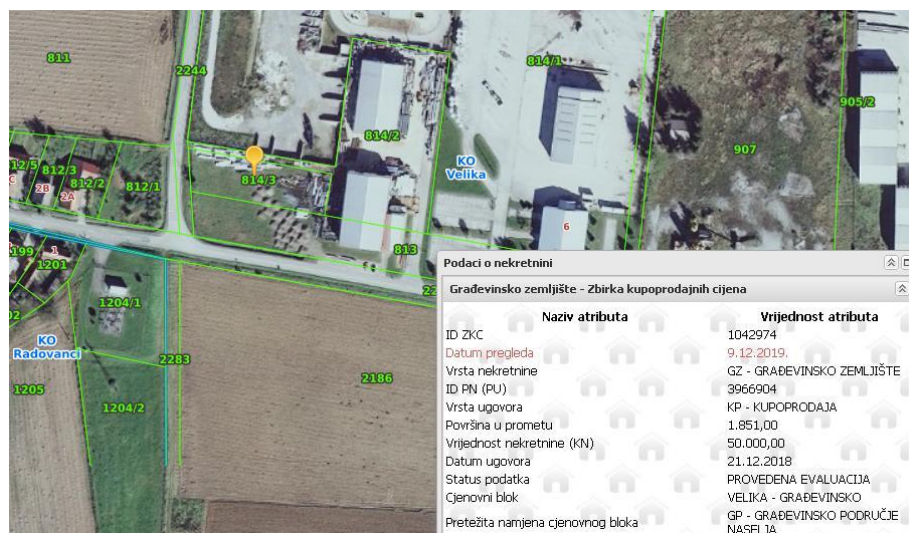 811
2244
814/1
905/2
814/2
KO
Velika
907
812/3
2B
812/2
2A
812/1
814/3
6
813
1
1201
1204/1
KO
Radovanci
2283
1205
2186
1204/2
Podaci o nekretnini
Građevinsko zemljište - Zbirka kupoprodajnih cijena
Naziv atributa Vrijednost atributa
ID ZKC 1042974
Datum pregleda 9.12.2019.
Vrsta nekretnine GZ - GRAĐEVINSKO ZEMLJIŠTE
ID PN (PU) 3966904
Vrsta ugovora KP - KUPOPRODAJA
Površina u prometu 1.851,00
Vrijednost nekretnine (KN) 50.000,00
Datum ugovora 21.12.2018
Status podatka PROVEDENA EVALUACIJA
Cjenovni blok VELIKA - GRAĐEVINSKO
Pretežita namjena cjenovnog bloka GP - GRAĐEVINSKO PODRUČJE
NASELJA